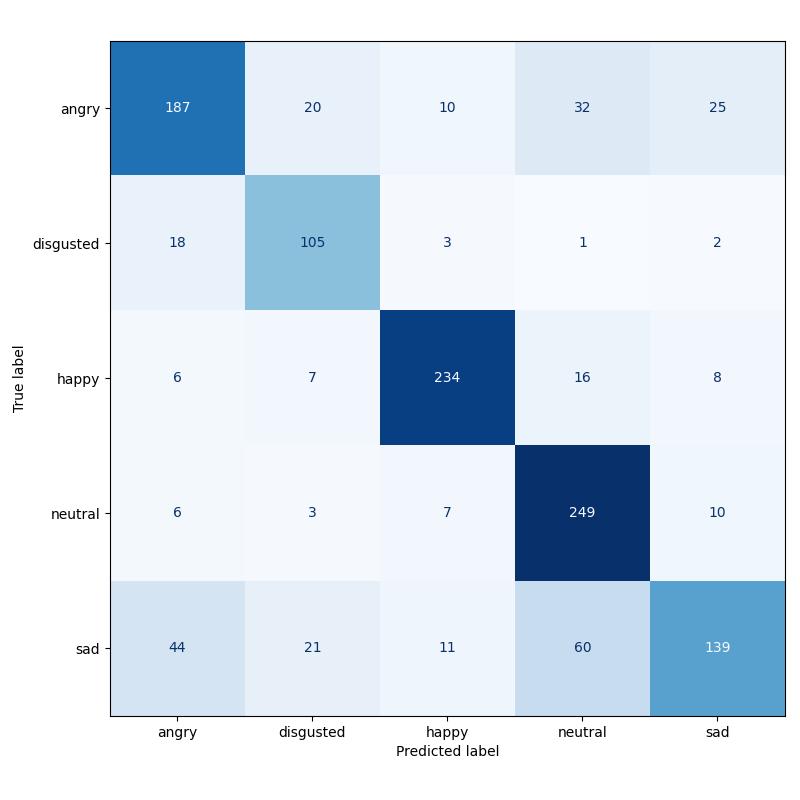 angry 187 20 10 32 25
disgusted 18 105 3 1 2
happy 6 7 234 16 8
neutral 6 3 7 249 10
sad 44 21 11 60 139
True label
angry disgusted happy neutral sad
Predicted label